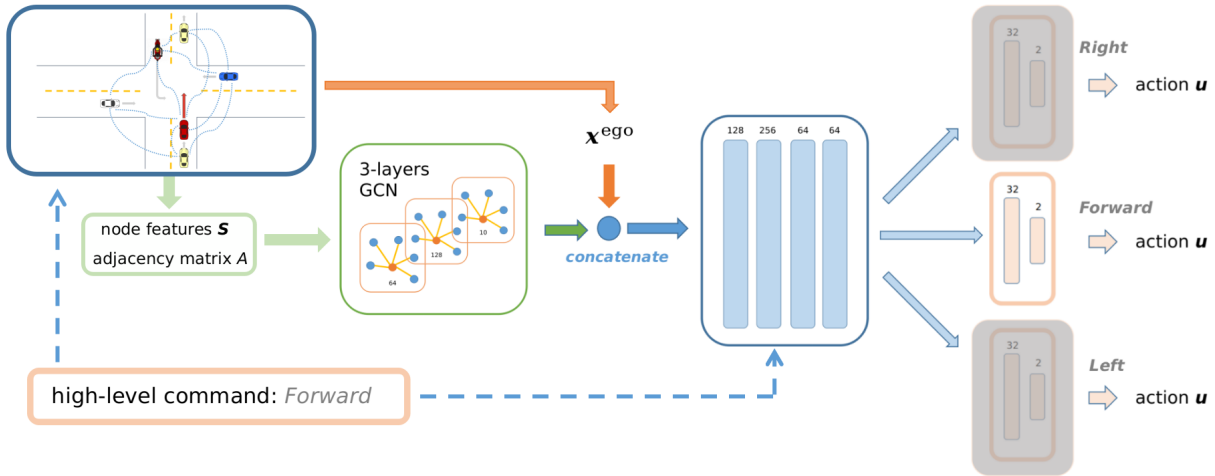 32
2
Right
action u
x^ego
128 256 64 64
3-layers
GCN
10
128
64
node features S
adjacency matrix A
concatenate
32
2
Forward
action u
32
2
Left
action u
high-level command: Forward